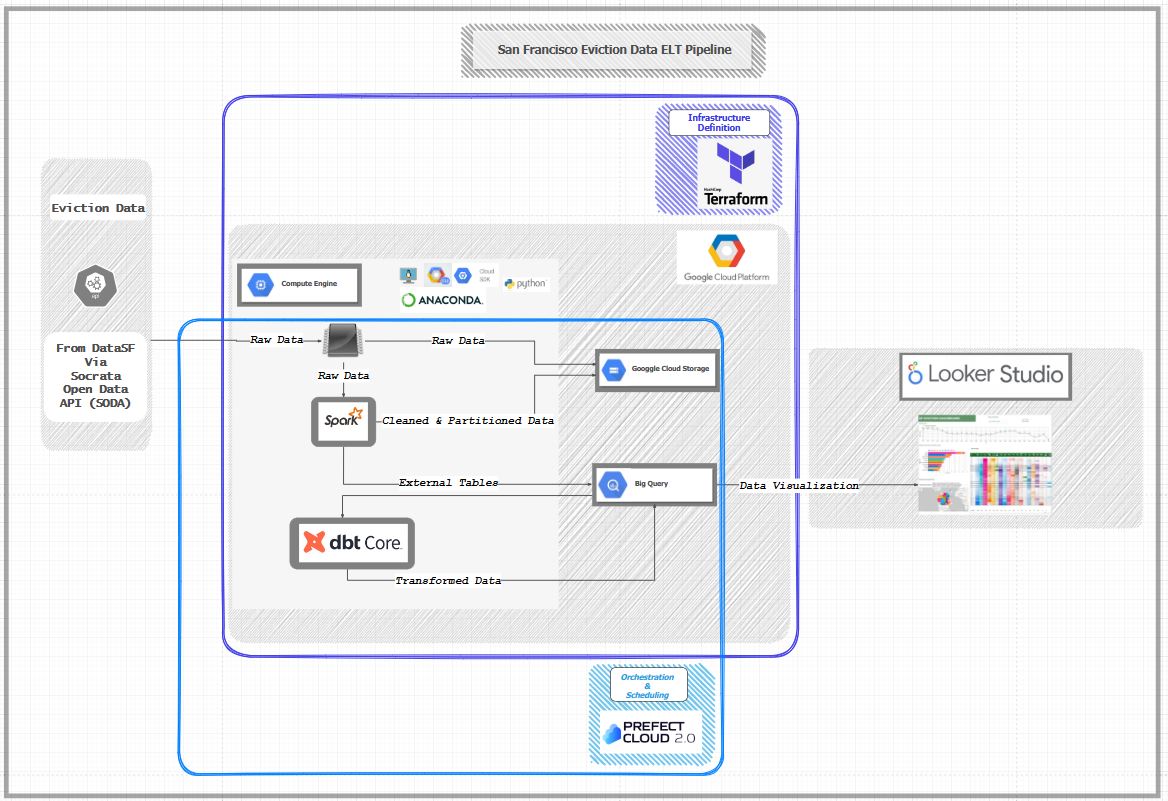 San Francisco Eviction Data ELT Pipeline
Infrastructure
Definition
HashiCorp
Terraform
Eviction Data
api
From DataSF
Via
Socrata
Open Data
API (SODA)
Google Cloud Platform
Compute Engine
Cloud
SDK
python
ANACONDA.
Raw Data
Raw Data
Raw Data
Googgle Cloud Storage
Spark
Cleaned & Partitioned Data
External Tables
Big Query
Data Visualization
Looker Studio
dbt Core
Transformed Data
Orchestration
&
Scheduling
PREFECT
CLOUD 2.0